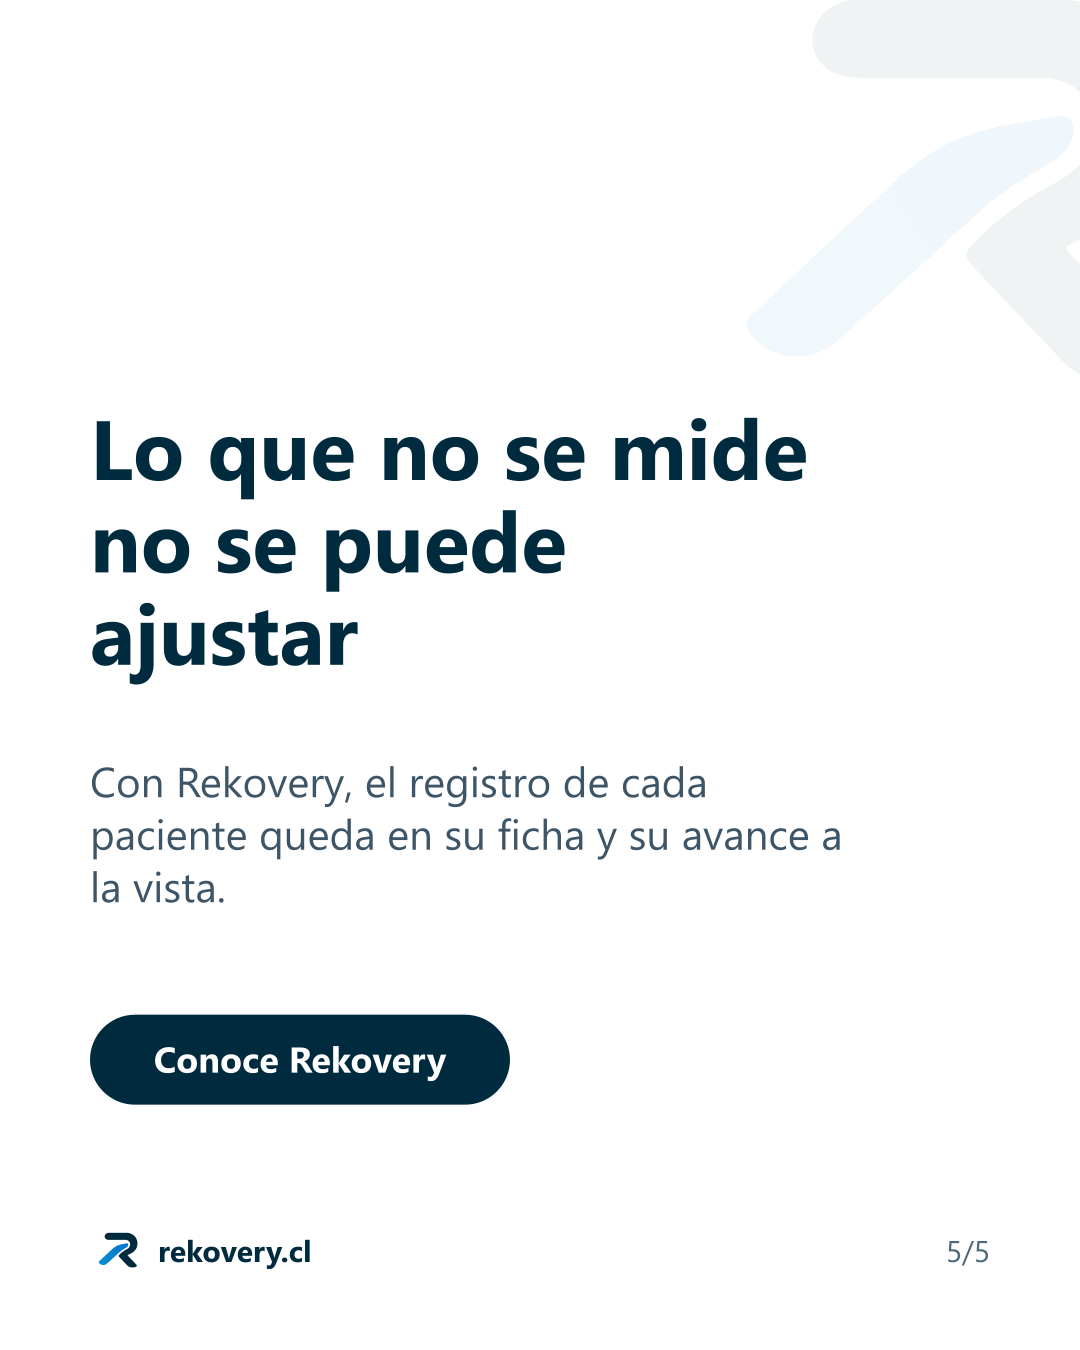 Lo que no se mide
no se puede
ajustar
Con Rekovery, el registro de cada
paciente queda en su ficha y su avance a
la vista.
Conoce Rekovery
rekovery.cl
5/5